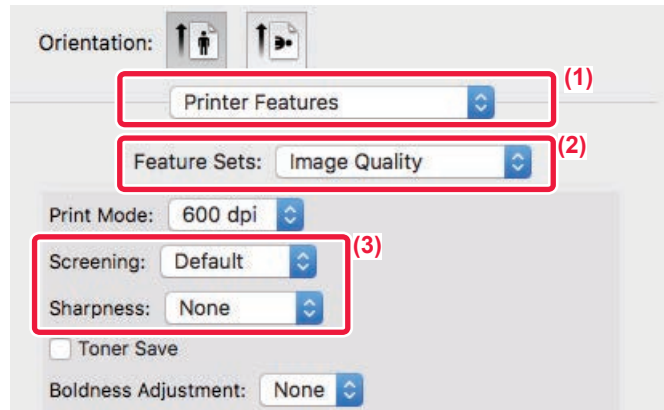 Orientation:
(1)
Printer Features
(2)
Feature Sets: Image Quality
Print Mode: 600 dpi
(3)
Screening: Default
Sharpness: None
Toner Save
Boldness Adjustment: None